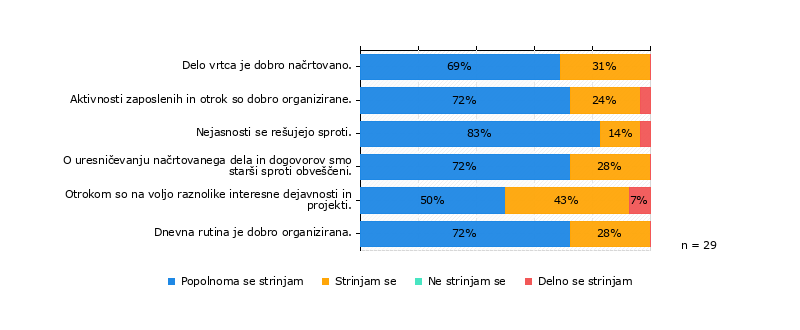 Delo vrtca je dobro načrtovano.
69%
31%
Aktivnosti zaposlenih in otrok so dobro organizirane.
72%
24%
Nejasnosti se rešujejo sproti.
83%
14%
O uresničevanju načrtovanega dela in dogovorov smo
starši sproti obveščeni.
72%
28%
Otrokom so na voljo raznolike interesne dejavnosti in
projekti.
50%
43%
7%
Dnevna rutina je dobro organizirana.
72%
28%
n = 29
Popolnoma se strinjam
Strinjam se
Ne strinjam se
Delno se strinjam